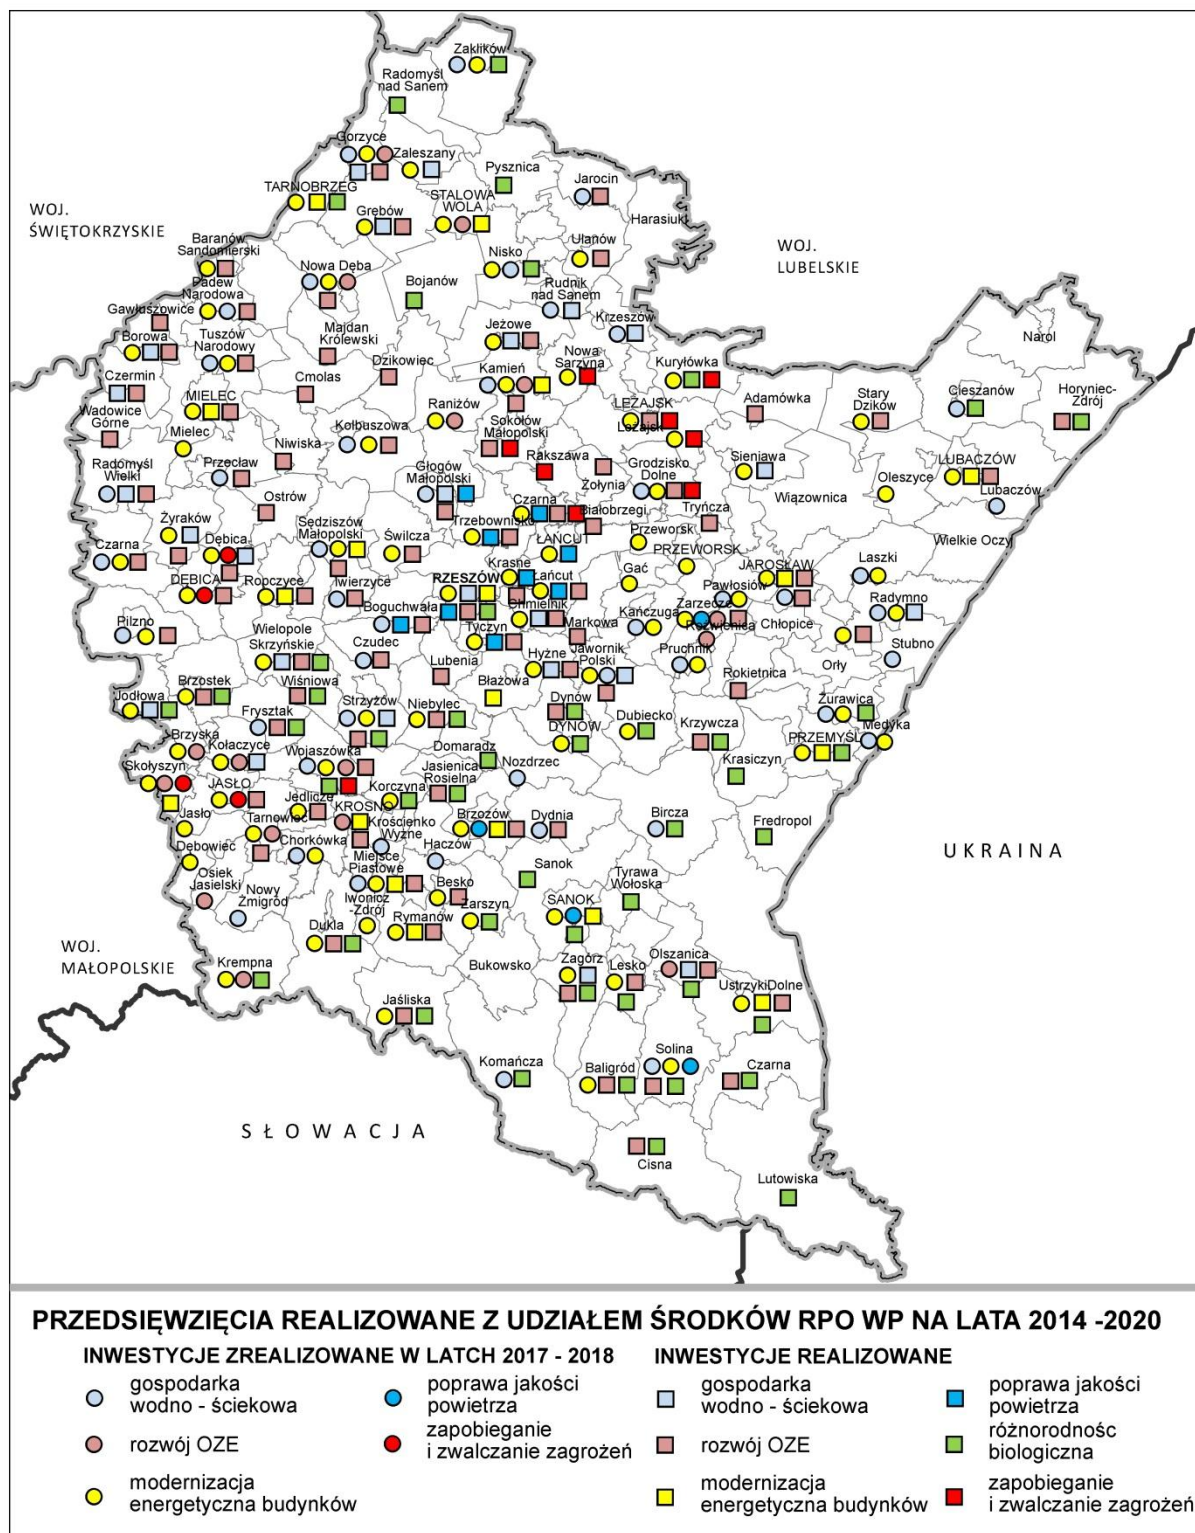 Zaklików
Radomyśl
nad Sanem
Gorzyce
Zaleszany
Pysznica
Jarocin
TARNOBRZEG
STALOWA
WOLA
Harasiuki
WOJ.
ŚWIĘTOKRZYSKIE
Grębów
Baranów
Sandomierski
Nowa Dęba
Nisko
Ulanów
WOJ.
LUBELSKIE
Padew
Narodowa
Bojanów
Rudnik
nad Sanem
Gawłuszowice
Krzeszów
Narol
Borowa
Tuszów
Narodowy
Majdan
Królewski
Jeżowe
Nowa
Sarzyna
Kuryłówka
Czermin
Cmolas
Dzikowiec
Kamień
Adamówka
Stary
Dzików
Cieszanów
Horyniec-
Zdrój
Wadowice
Górne
MIELEC
Raniżów
Sokołów
Małopolski
LEŻAJSK
Leżajsk
Mielec
Niwiska
Kolbuszowa
Rakszawa
Sieniawa
Oleszyce
LUBACZÓW
Radomyśl
Wielki
Przecław
Głogów
Małopolski
Żołynia
Grodzisko
Dolne
Wiązownica
Lubaczów
Ostrów
Czarna
Białobrzegi
Tryńcza
Żyraków
Sędziszów
Małopolski
Świlcza
Trzebownisko
Przeworsk
Wielkie Oczy
Czarna
Dębica
ŁAŃCUT
PRZEWORSK
Laszki
DĘBICA
Ropczyce
Iwierzyce
RZESZÓW
Krasne
Łańcut
Gać
JAROSŁAW
Pawłosiów
Radymno
Pilzno
Boguchwała
Chmielnik
Markowa
Kańczuga
Zarzecze
Roźwienica
Chłopice
Stubno
Wielopole
Skrzyńskie
Czudec
Tyczyn
Hyżne
Jawornik
Polski
Pruchnik
Orły
Lubenia
Błażowa
Rokietnica
Jodłowa
Brzostek
Wiśniowa
Strzyżów
Niebylec
Dynów
Dubiecko
Krzywcza
Żurawica
Medyka
Frysztak
DYNÓW
PRZEMYŚL
Brzyska
Kołaczyce
Wojaszówka
Domaradz
Nozdrzec
Krasiczyn
Skołyszyn
JASŁO
Jedlicze
Korczyna
Jasienica
Rosielna
Jasło
Tarnowiec
KROSNO
Krościenko
Wyżne
Brzozów
Dydnia
Bircza
Fredropol
Dębowiec
Chorkówka
Haczów
UKRAINA
Osiek
Jasielski
Miejsce
Piastowe
Besko
Sanok
Tyrawa
Wołoska
Nowy
Żmigród
Iwonicz
-Zdrój
Rymanów
Zarszyn
SANOK
WOJ.
MAŁOPOLSKIE
Dukla
Krempna
Bukowsko
Zagórz
Lesko
Olszanica
UstrzykiDolne
Jaśliska
Komańcza
Baligród
Solina
Czarna
SŁOWACJA
Cisna
Lutowiska
PRZEDSIĘWZIĘCIA REALIZOWANE Z UDZIAŁEM ŚRODKÓW RPO WP NA LATA 2014 -2020
INWESTYCJE ZREALIZOWANE W LATCH 2017 - 2018
gospodarka
wodno - ściekowa
rozwój OZE
modernizacja
energetyczna budynków
poprawa jakości
powietrza
zapobieganie
i zwalczanie zagrożeń
INWESTYCJE REALIZOWANE
gospodarka
wodno - ściekowa
rozwój OZE
modernizacja
energetyczna budynków
poprawa jakości
powietrza
różnorodnośc
biologiczna
zapobieganie
i zwalczanie zagrożeń